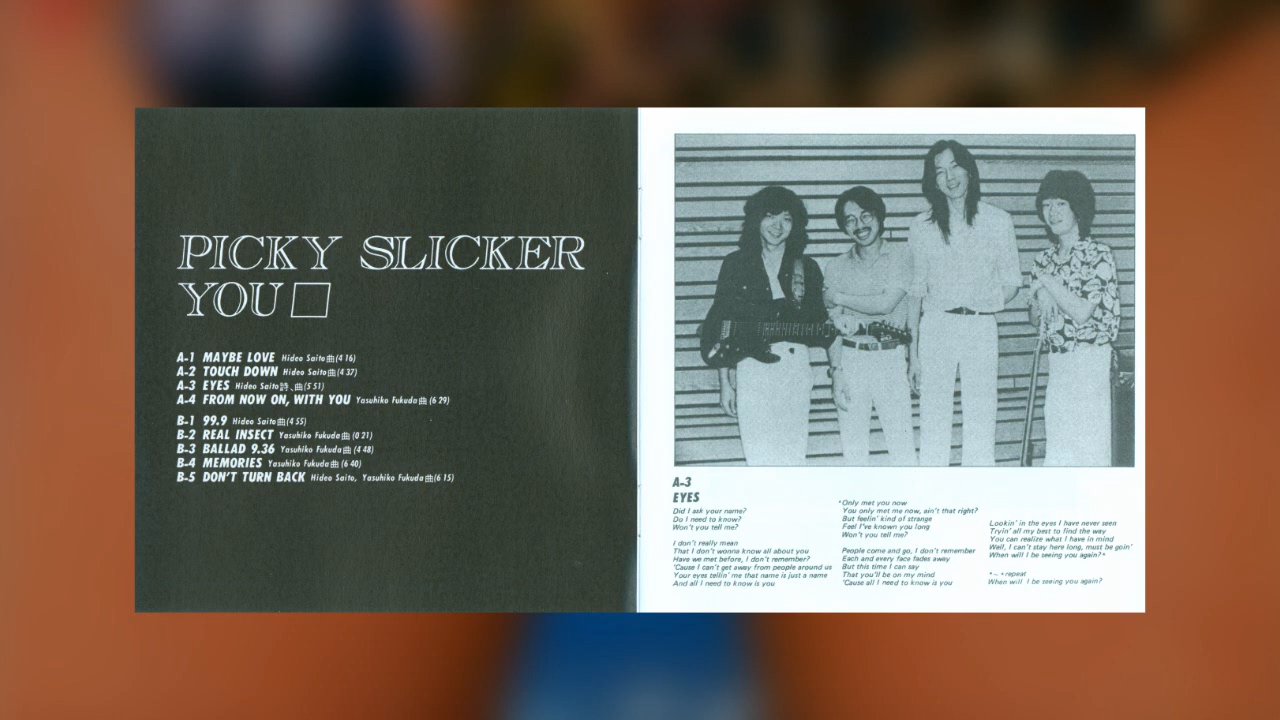 PICKY SLICKER
YOU□
A-1 MAYBE LOVE Hideo Saito曲(4 16)
A-2 TOUCH DOWN Hideo Saito曲(4 37)
A-3 EYES Hideo Saito詩、曲(5 51)
A-4 FROM NOW ON, WITH YOU Yasuhiko Fukuda曲(6 29)
B-1 99.9 Hideo Saito曲(4 55)
B-2 REAL INSECT Yasuhiko Fukuda曲(0 21)
B-3 BALLAD 9.36 Yasuhiko Fukuda曲(4 48)
B-4 MEMORIES Yasuhiko Fukuda曲(6 40)
B-5 DON'T TURN BACK Hideo Saito, Yasuhiko Fukuda曲(6 15)
A-3
EYES
Did I ask your name?
Do I need to know?
Won't you tell me?
I don't really mean
That I don't wonna know all about you
Have we met before, I don't remember?
'Cause I can't get away from people around us
Your eyes tellin' me that name is just a name
And all I need to know is you
*Only met you now
You only met me now, ain't that right?
But feelin' kind of strange
Feel I've known you long
Won't you tell me?
People come and go, I don't remember
Each and every face fades away
But this time I can say
That you'll be on my mind
'Cause all I need to know is you
Lookin' in the eyes I have never seen
Tryin' all my best to find the way
You can realize what I have in mind
Well, I can't stay here long, must be goin'
When will I be seeing you again?*
*~*repeat
When will I be seeing you again?